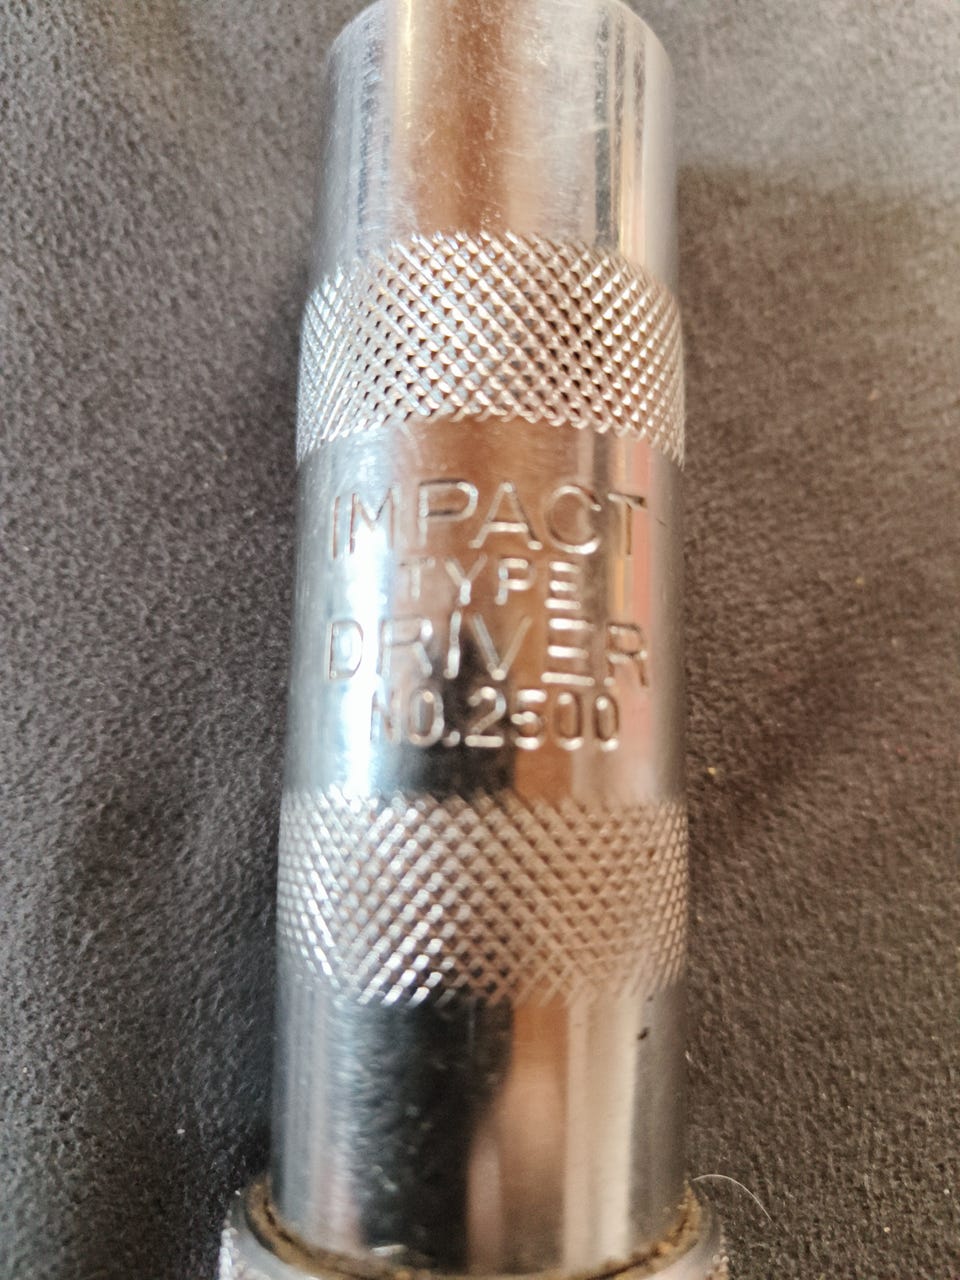 IMPACT
TYPE
DRIVER
NO.2500